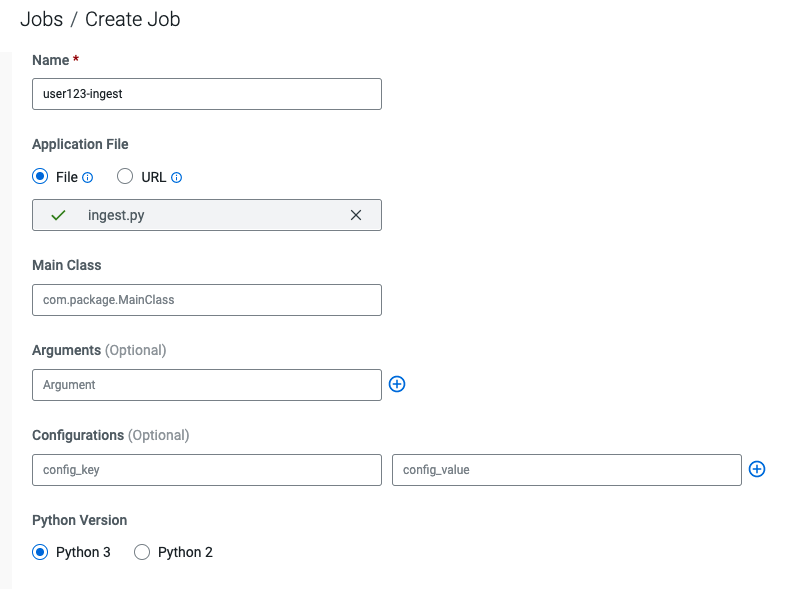 Jobs / Create Job
Name *
user123-ingest
Application File
File URL
ingest.py
Main Class
com.package.MainClass
Arguments (Optional)
Argument
Configurations (Optional)
config_key config_value
Python Version
Python 3 Python 2